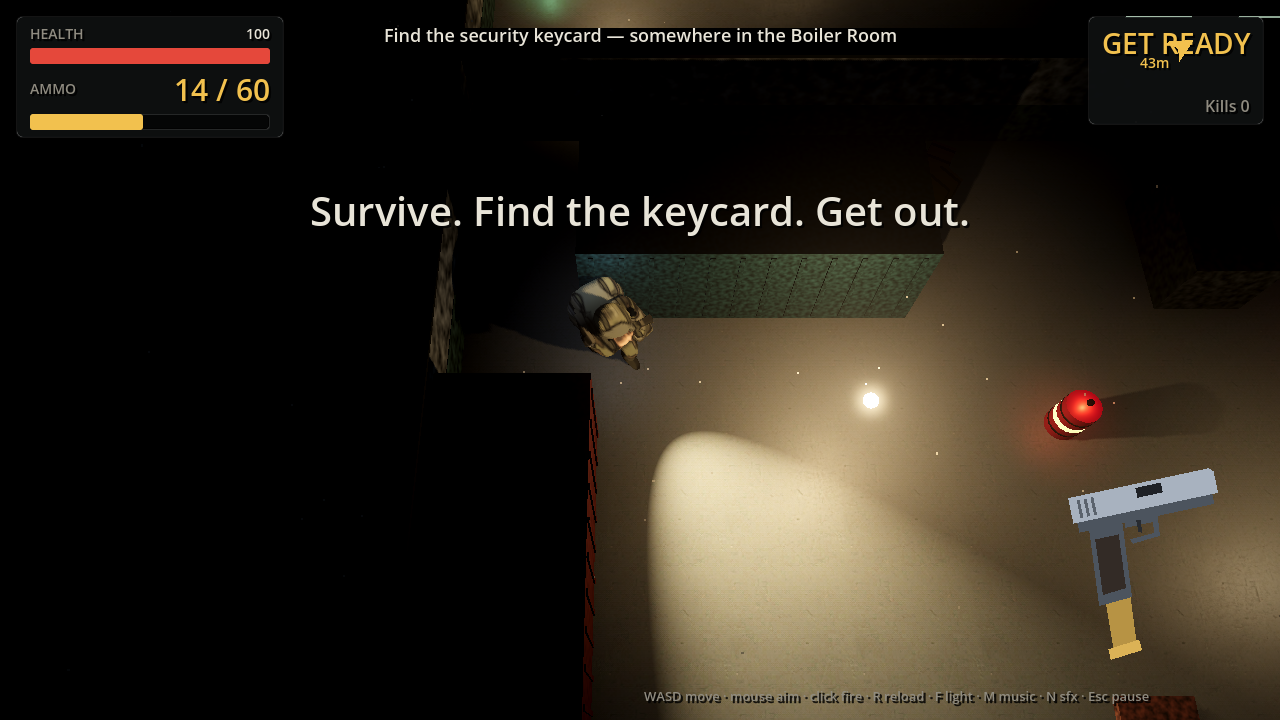 HEALTH 100
AMMO 14 / 60
Find the security keycard — somewhere in the Boiler Room
GET READY
43m
Kills 0
Survive. Find the keycard. Get out.
WASD move · mouse aim · click fire · R reload · F light · M music · N sfx · Esc pause